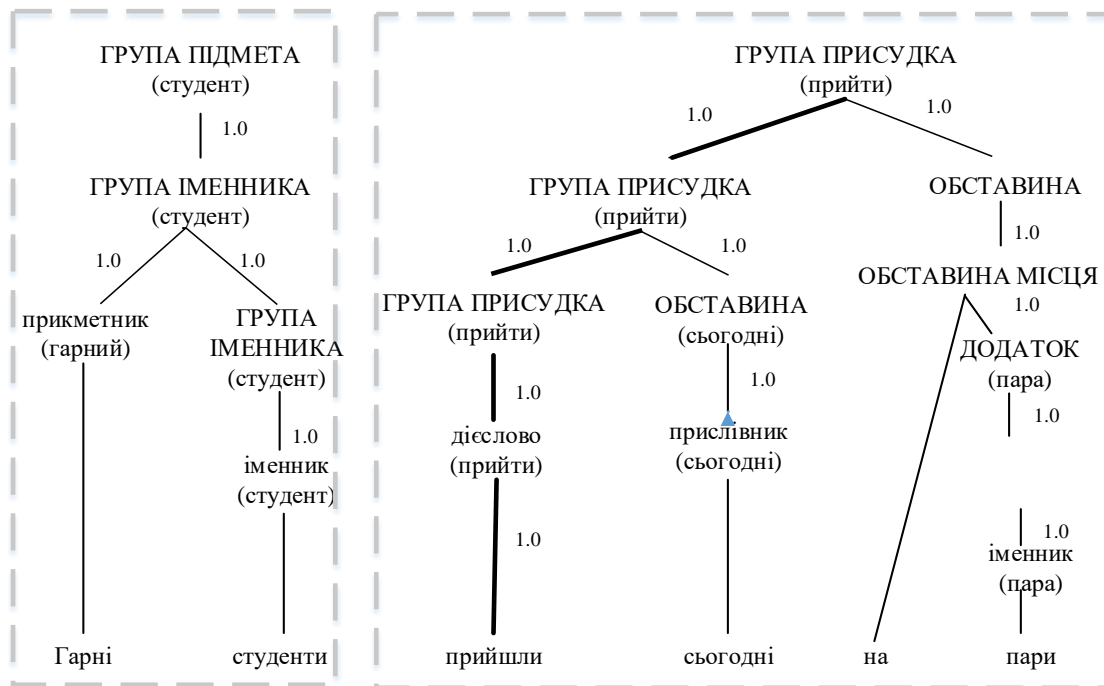 ГРУПА ПІДМЕТА
(студент)
1.0
ГРУПА ІМЕННИКА
(студент)
1.0
1.0
прикметник
(гарний)
ГРУПА
ІМЕННИКА
(студент)
1.0
іменник
(студент)
Гарні
студенти
ГРУПА ПРИСУДКА
(прийти)
1.0
1.0
ГРУПА ПРИСУДКА
(прийти)
ОБСТАВИНА
1.0
1.0
1.0
ГРУПА ПРИСУДКА
(прийти)
ОБСТАВИНА
(сьогодні)
ОБСТАВИНА МІСЦЯ
1.0
ДОДАТОК
(пара)
1.0
1.0
1.0
дієслово
(прийти)
прислівник
(сьогодні)
1.0
1.0
іменник
(пара)
прийшли
сьогодні
на
пари